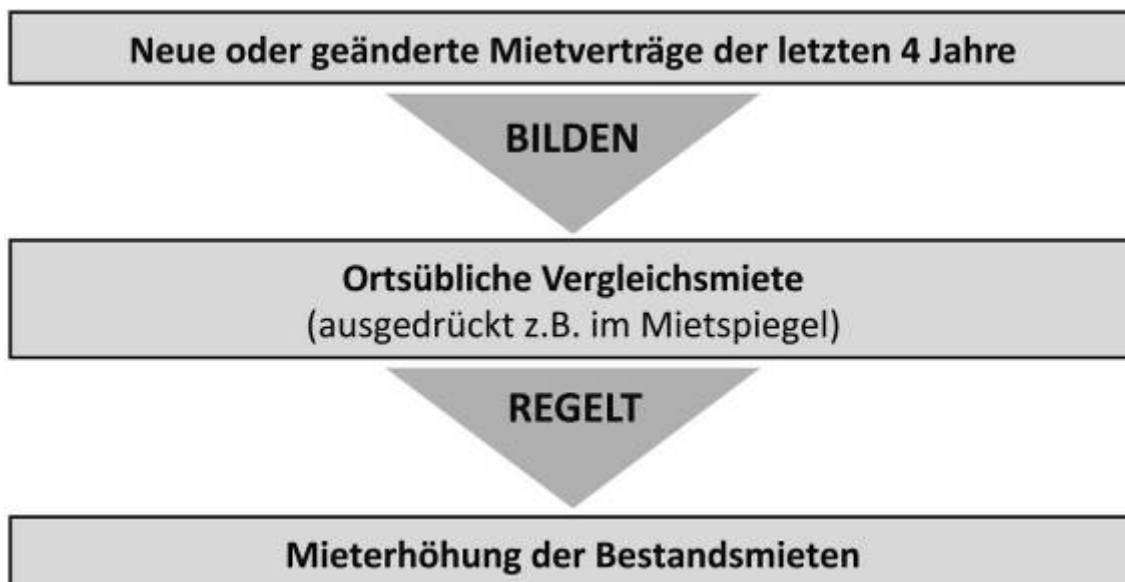 Neue oder geänderte Mietverträge der letzten 4 Jahre
BILDEN
Ortsübliche Vergleichsmiete
(ausgedrückt z.B. im Mietspiegel)
REGELT
Mieterhöhung der Bestandsmieten